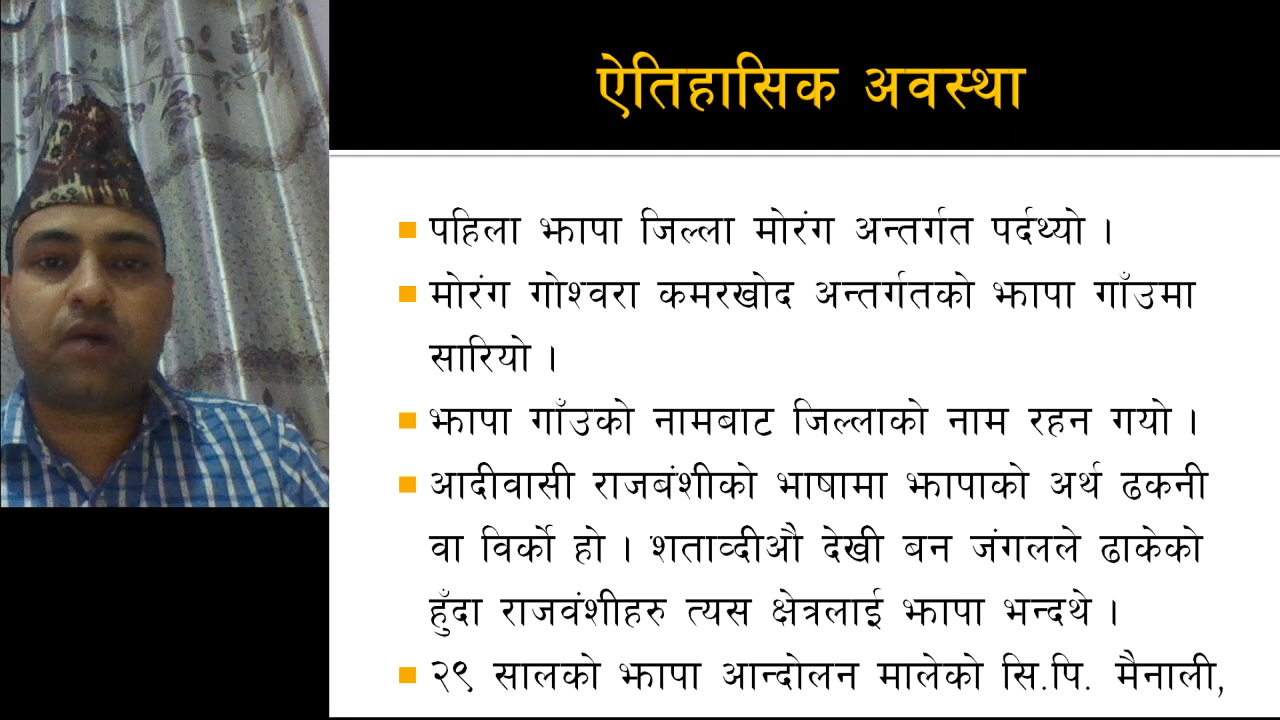 ऐतिहासिक अवस्था
पहिला झापा जिल्ला मोरंग अन्तर्गत पर्दथ्यो ।
मोरंग गोश्वरा कमरखोद अन्तर्गतको झापा गाँउमा
सारियो ।
झापा गाँउको नामबाट जिल्लाको नाम रहन गयो ।
आदीवासी राजबंशीको भाषामा झापाको अर्थ ढकनी
वा विर्को हो । शताव्दीऔ देखी बन जंगलले ढाकेको
हुँदा राजवंशीहरु त्यस क्षेत्रलाई झापा भन्दथे ।
२९ सालको झापा आन्दोलन मालेको सि.पि. मैनाली,